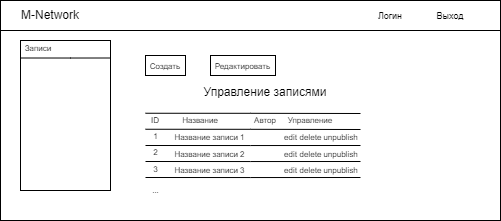 M-Network Логин Выход
Записи
Создать Редактировать
Управление записями
ID Название Автор Управление
1 Название записи 1 edit delete unpublish
2 Название записи 2 edit delete unpublish
3 Название записи 3 edit delete unpublish
...